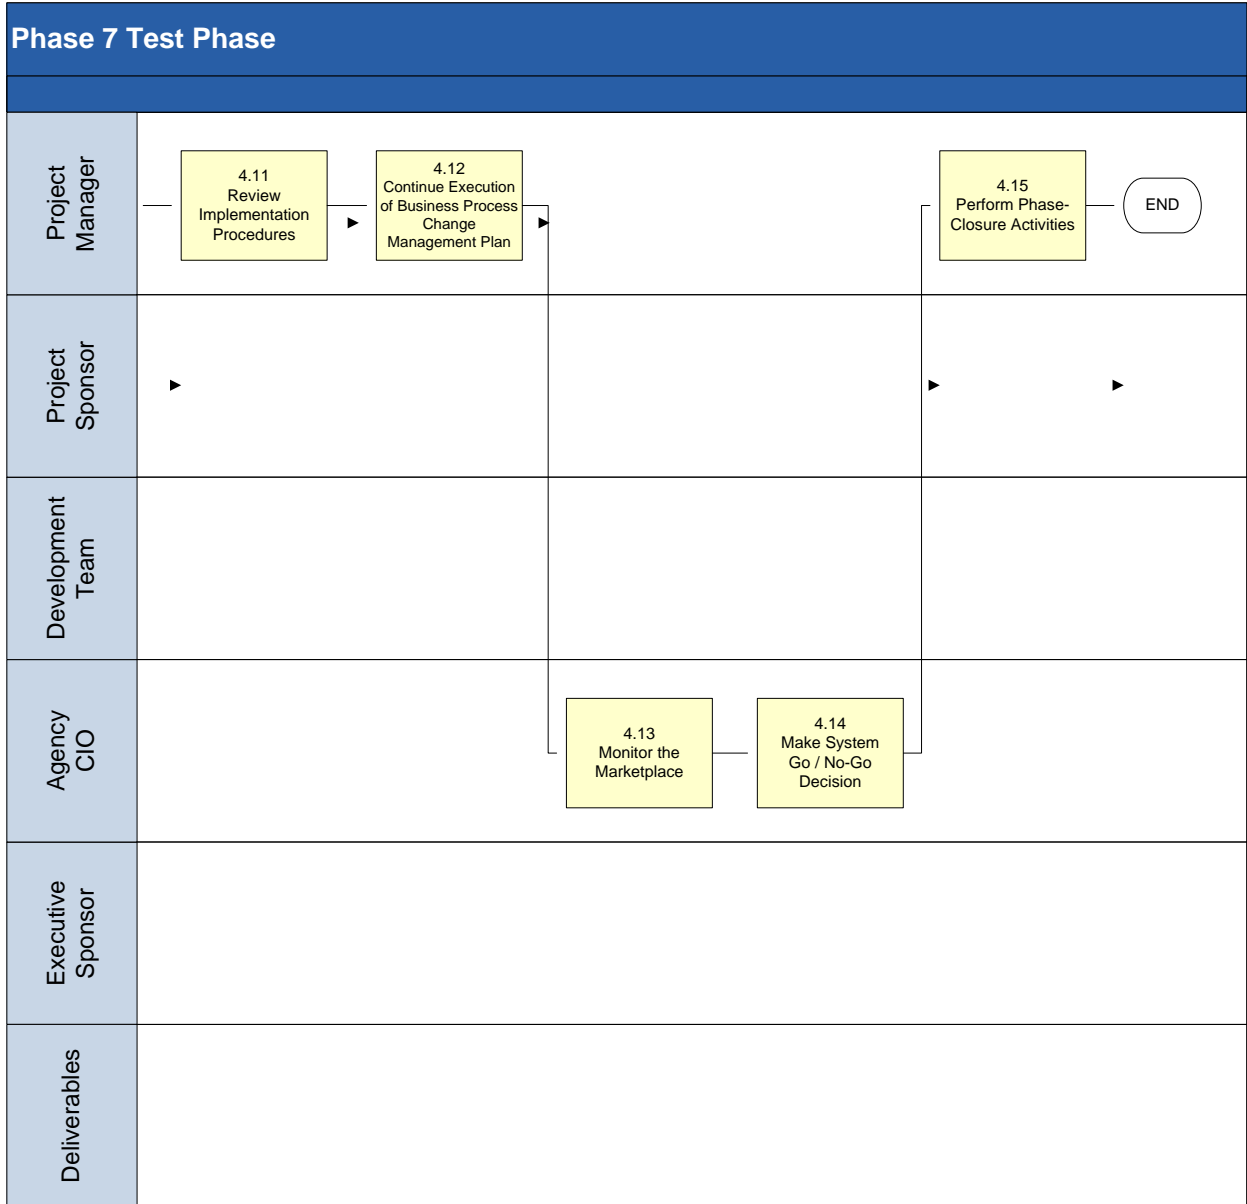 Phase 7 Test Phase
Project
Manager
4.11
Review
Implementation
Procedures
4.12
Continue Execution
of Business Process
Change
Management Plan
4.15
Perform Phase-
Closure Activities
END
Project
Sponsor
Development
Team
Agency
CIO
4.13
Monitor the
Marketplace
4.14
Make System
Go / No-Go
Decision
Executive
Sponsor
Deliverables